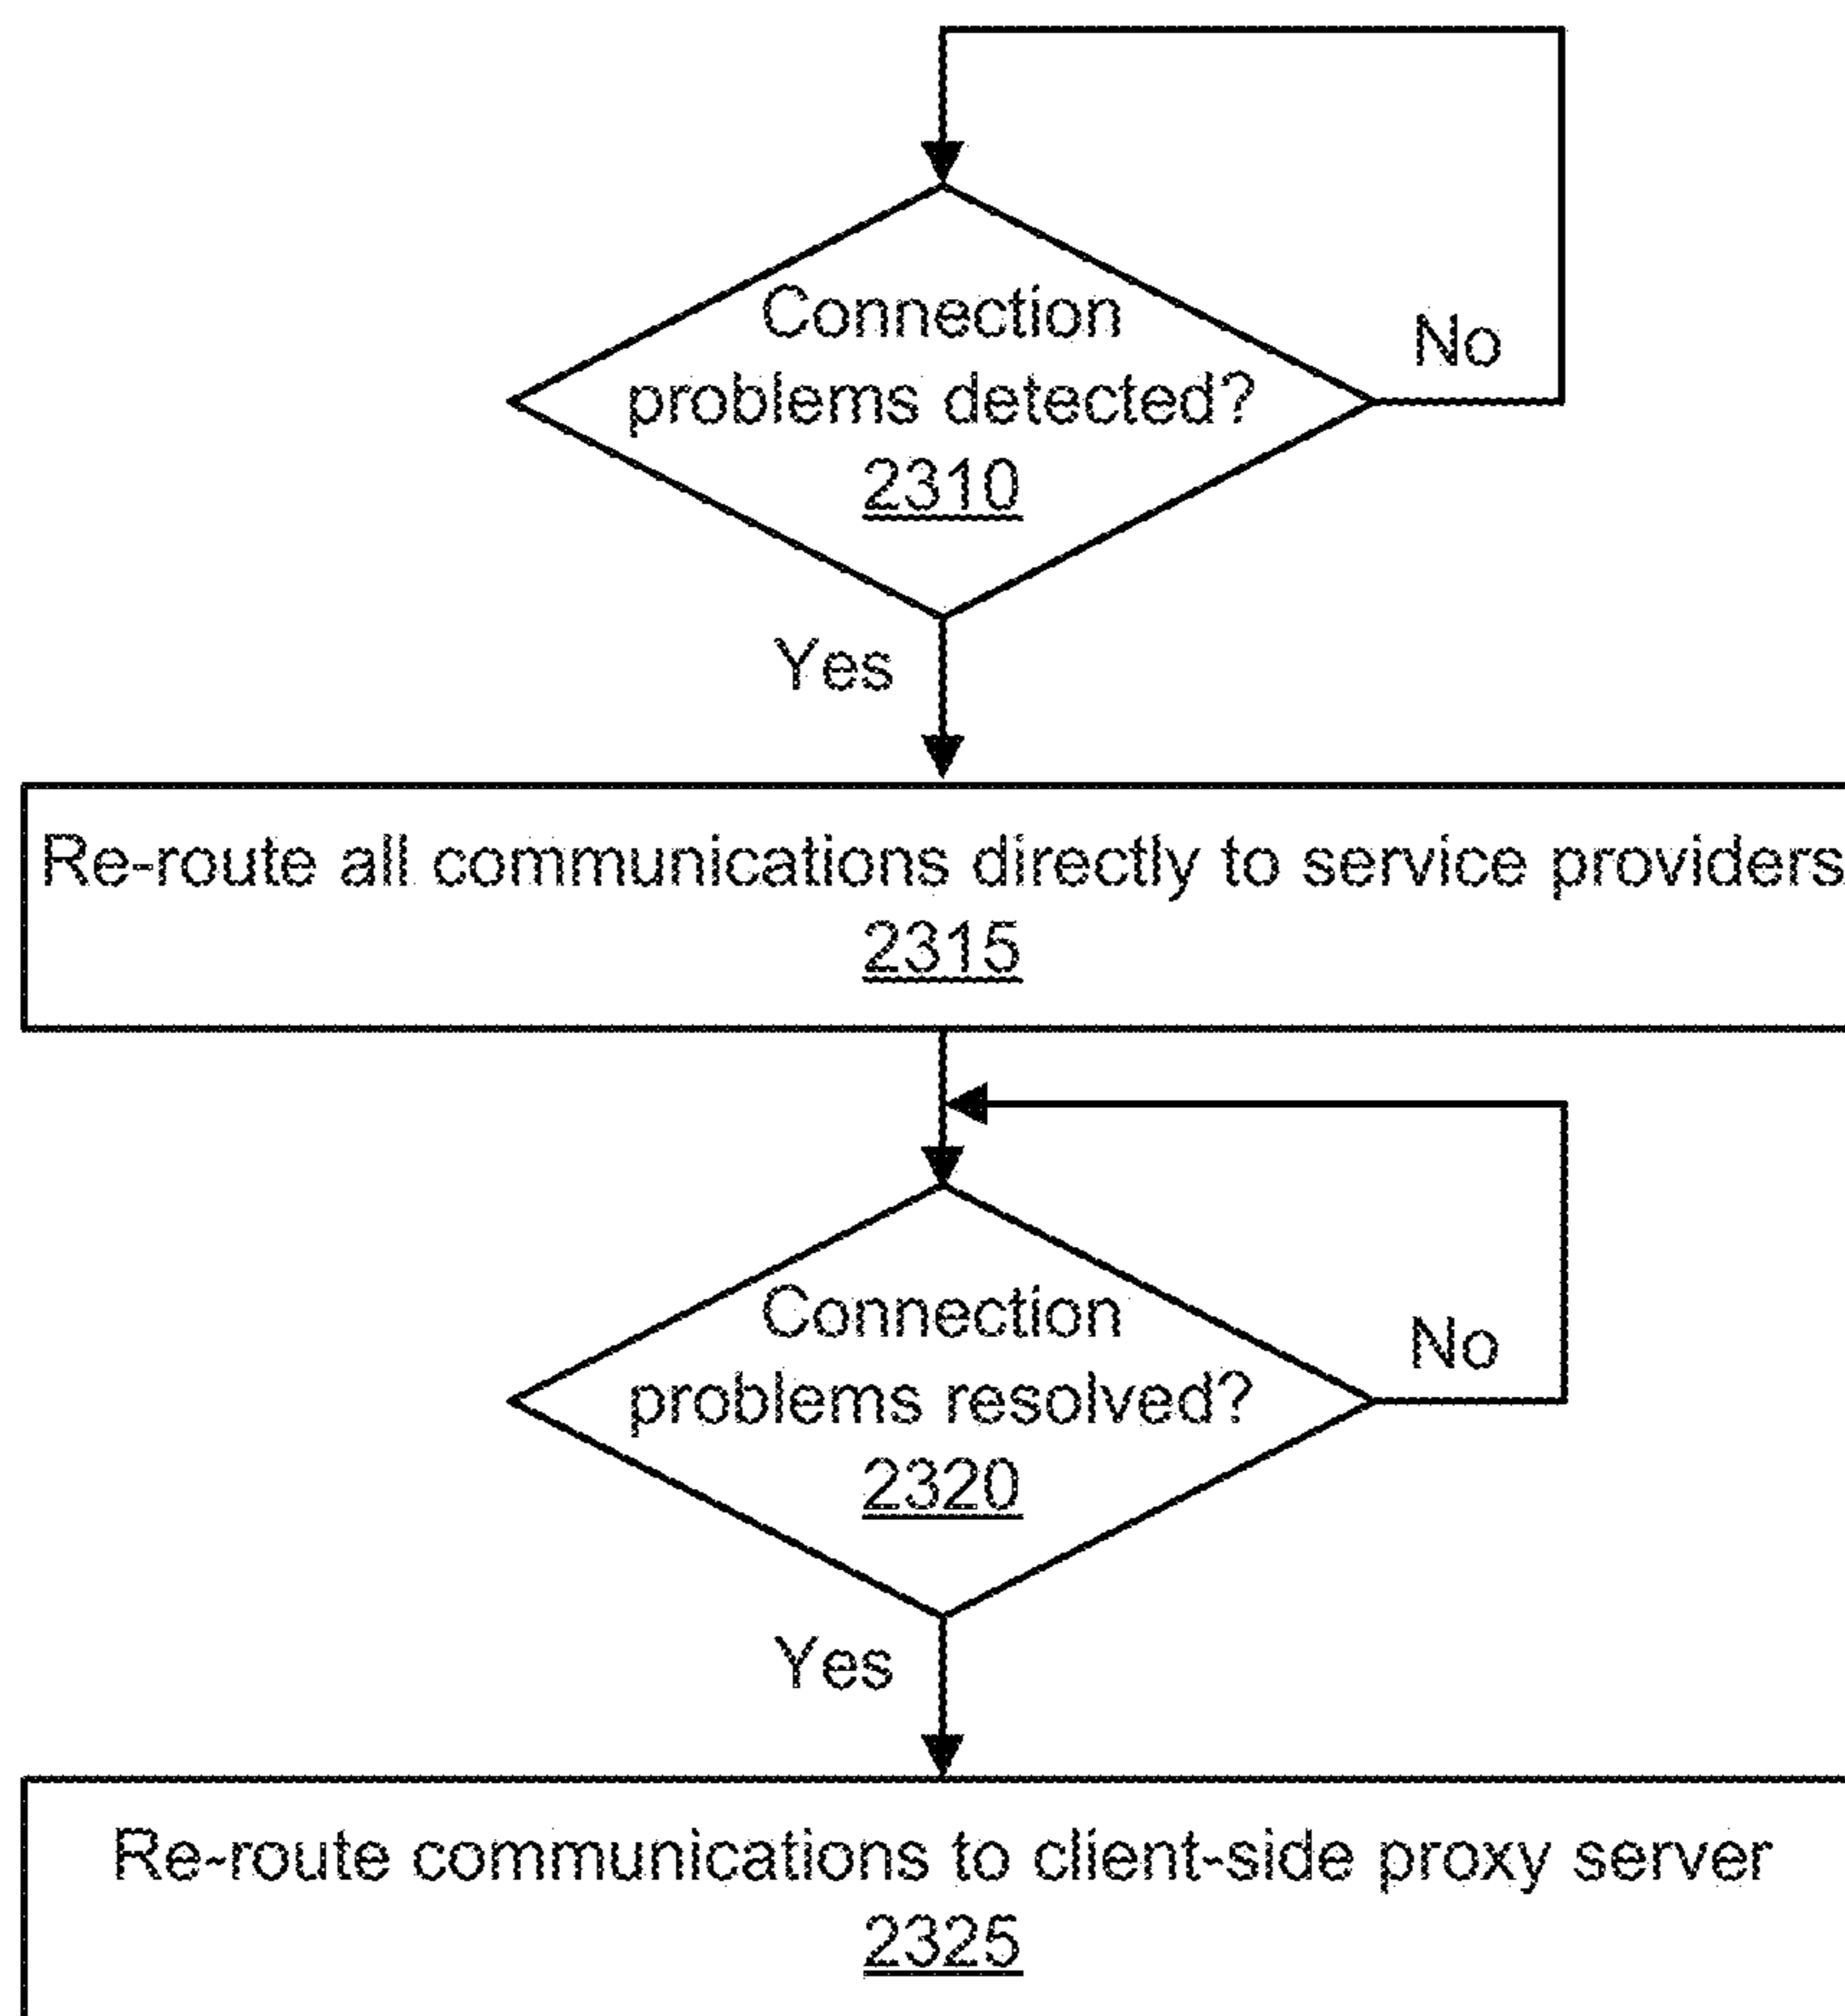 Connection
problems detected?
2310
No
Yes
Re-route all communications directly to service providers
2315
Connection
problems resolved?
2320
No
Yes
Re-route communications to client-side proxy server
2325